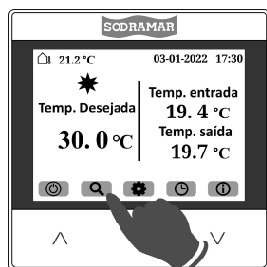 SODRAMAR
21.2 °C 03-01-2022 17:30
Temp. Desejada
30.0 °C
Temp. entrada
19. 4 °C
Temp. saída
19.7 °C